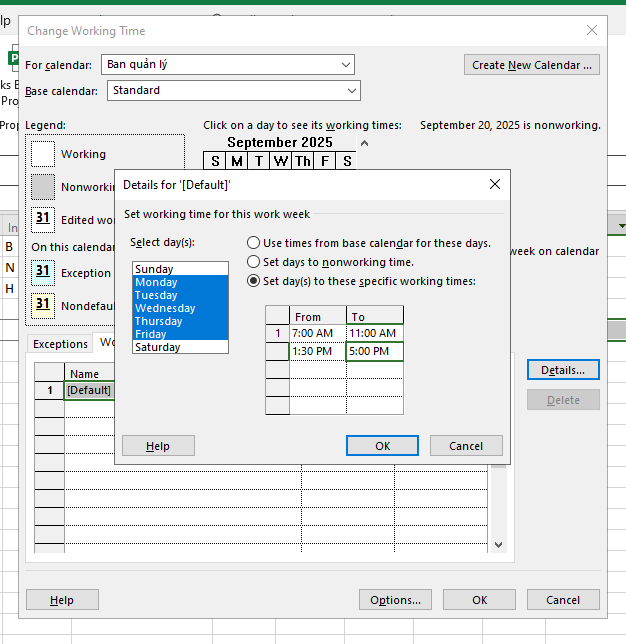 lp
Change Working Time
For calendar: Ban quản lý
Create New Calendar ...
Base calendar: Standard
Legend:
Click on a day to see its working times:
September 20, 2025 is nonworking.
Working
September 2025
S M T W Th F S
Details for '[Default]'
31
On this calendar
31 Exception
31
week on calendar
Set working time for this work week
Select day(s):
Use times from base calendar for these days.
Set days to nonworking time.
Set day(s) to these specific working times:
Sunday
Monday
Tuesday
Wednesday
Thursday
Friday
Saturday
From To
1 7:00 AM 11:00 AM
1:30 PM 5:00 PM
Help
OK
Cancel
Exceptions
Name
1 [Default]
Details...
Delete
B
N
H
Help
Options...
OK
Cancel